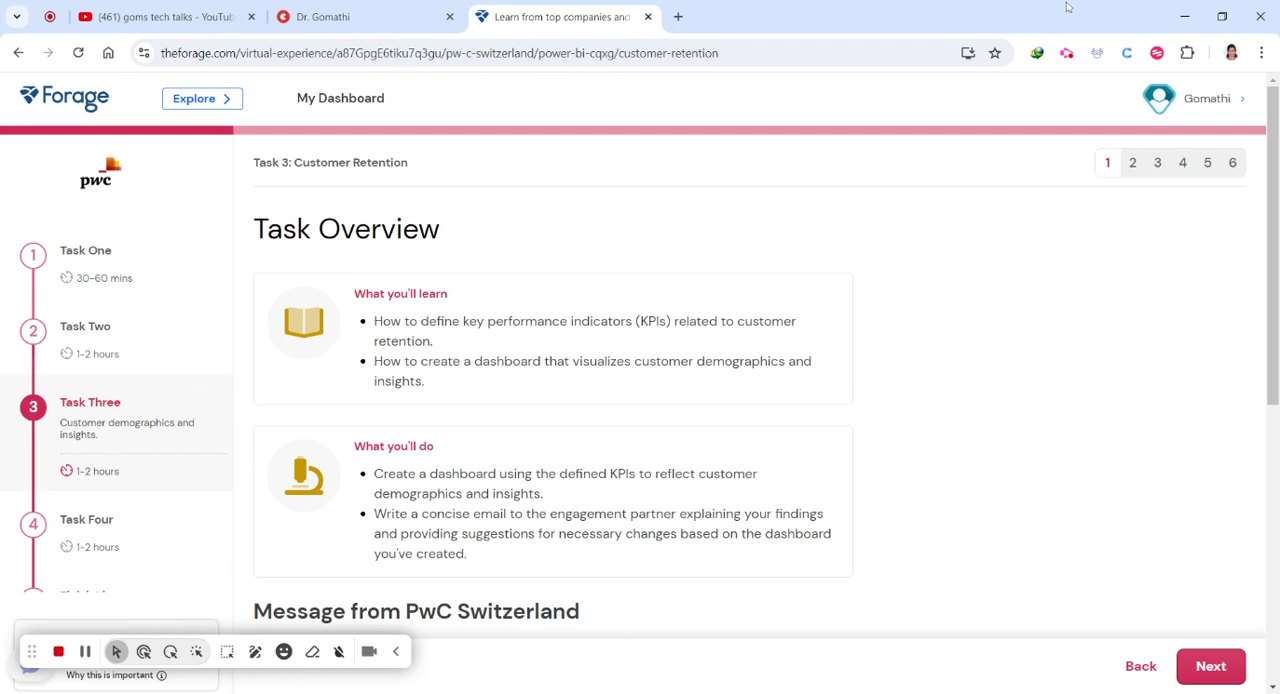 (461) goms tech talks - YouTub
Dr. Gomathi
Learn from top companies and
theforage.com/virtual-experience/a87GpgE6tiku7q3gu/pw-c-switzerland/power-bi-cqxg/customer-retention
Forage
Explore
My Dashboard
Gomathi
pwc
Task 3: Customer Retention
1 2 3 4 5 6
Task Overview
1
Task One
30-60 mins
2
Task Two
1-2 hours
3
Task Three
Customer demographics and
insights.
1-2 hours
4
Task Four
1-2 hours
Why this is important
What you'll learn
• How to define key performance indicators (KPIs) related to customer
retention.
• How to create a dashboard that visualizes customer demographics and
insights.
What you'll do
• Create a dashboard using the defined KPIs to reflect customer
demographics and insights.
• Write a concise email to the engagement partner explaining your findings
and providing suggestions for necessary changes based on the dashboard
you've created.
Message from PwC Switzerland
Back
Next